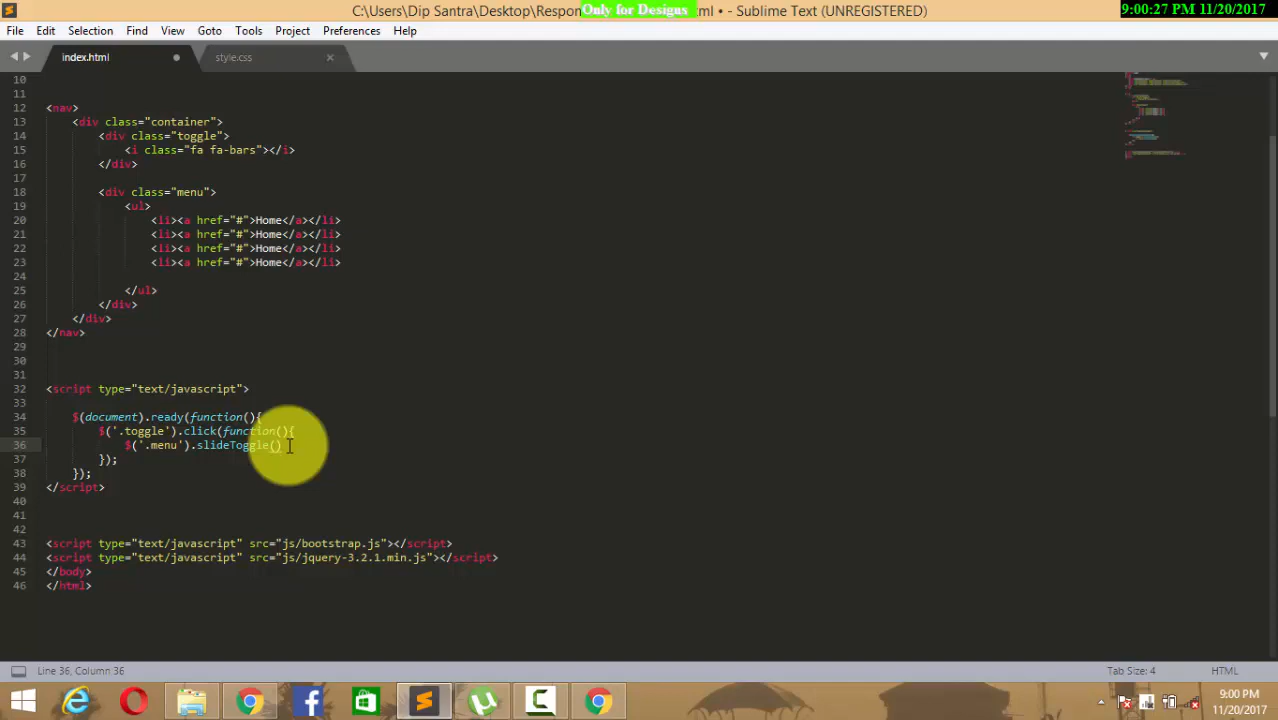 C:\Users\Dip Santra\Desktop\Respon
Only for Designs
ml • - Sublime Text (UNREGISTERED)
9:00:27 PM 11/20/2017
File Edit Selection Find View Goto Tools Project Preferences Help
index.html style.css
10
11
12 <nav>
13 <div class="container">
14 <div class="toggle">
15 <i class="fa fa-bars"></i>
16 </div>
17
18 <div class="menu">
19 <ul>
20 <li><a href="#">Home</a></li>
21 <li><a href="#">Home</a></li>
22 <li><a href="#">Home</a></li>
23 <li><a href="#">Home</a></li>
24
25 </ul>
26 </div>
27 </div>
28 </nav>
29
30
31
32 <script type="text/javascript">
33
34 $(document).ready(function(){
35 $('.toggle').click(function(){
36 $('.menu').slideToggle()
37 });
38 });
39 </script>
40
41
42
43 <script type="text/javascript" src="js/bootstrap.js"></script>
44 <script type="text/javascript" src="js/jquery-3.2.1.min.js"></script>
45 </body>
46 </html>
Line 36, Column 36
Tab Size: 4
HTML
9:00 PM
11/20/2017